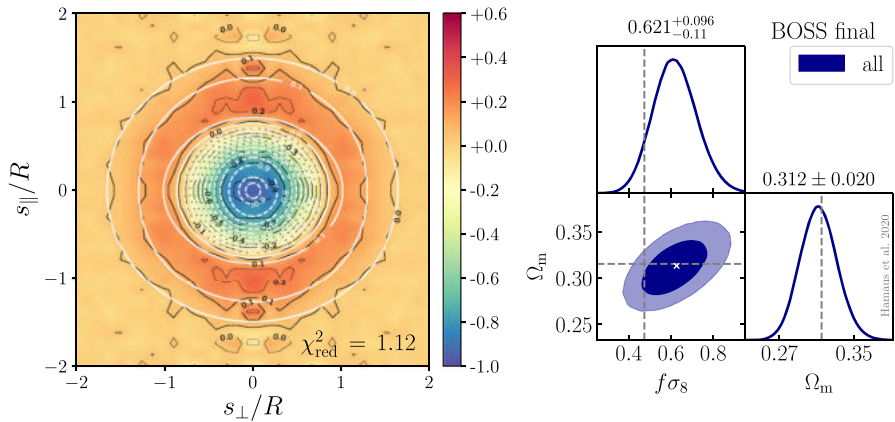 2
1
0
−1
−2
−2
−1
0
1
2
s∥/R
s⊥/R
χ²red = 1.12
+0.6
+0.4
+0.2
+0.0
-0.2
-0.4
-0.6
-0.8
-1.0
0.621+0.096−0.11
BOSS final
all
0.312 ± 0.020
Ωm
0.35
0.30
0.25
0.4
0.6
0.8
fσ8
0.27
0.35
Ωm
Hamaus et al. 2020